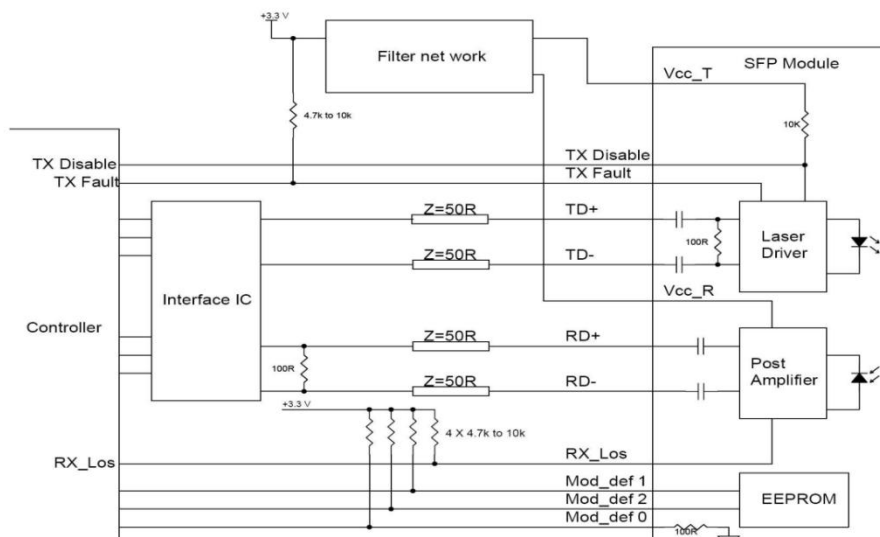 +3.3 V
Filter net work
SFP Module
Vcc_T
4.7k to 10k
10K
TX Disable
TX Disable
TX Fault
TX Fault
Z=50R
TD+
100R
Laser
Driver
Z=50R
TD-
Interface IC
Vcc_R
Controller
Z=50R
RD+
100R
Post
Amplifier
Z=50R
RD-
+3.3 V
4 X 4.7k to 10k
RX_Los
RX_Los
Mod_def 1
Mod_def 2
EEPROM
Mod_def 0
100R